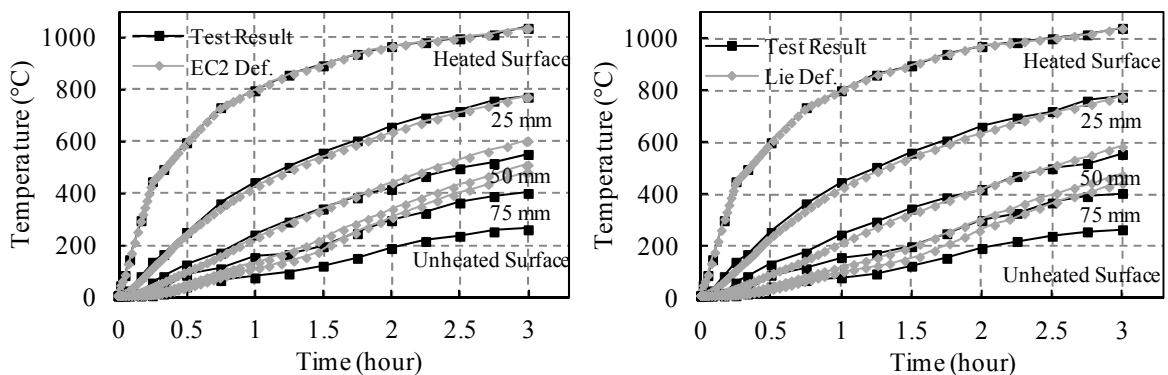 1000
800
600
400
200
0
Temperature (°C)
Test Result
EC2 Def.
Heated Surface
25 mm
50 mm
75 mm
Unheated Surface
0 0.5 1 1.5 2 2.5 3
Time (hour)
1000
800
600
400
200
0
Temperature (°C)
Test Result
Lie Def.
Heated Surface
25 mm
50 mm
75 mm
Unheated Surface
0 0.5 1 1.5 2 2.5 3
Time (hour)